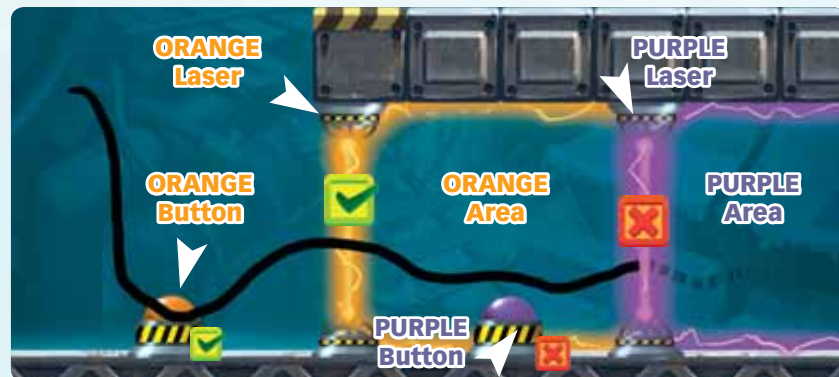 ORANGE
Laser
PURPLE
Laser
ORANGE
Button
ORANGE
Area
PURPLE
Area
PURPLE
Button